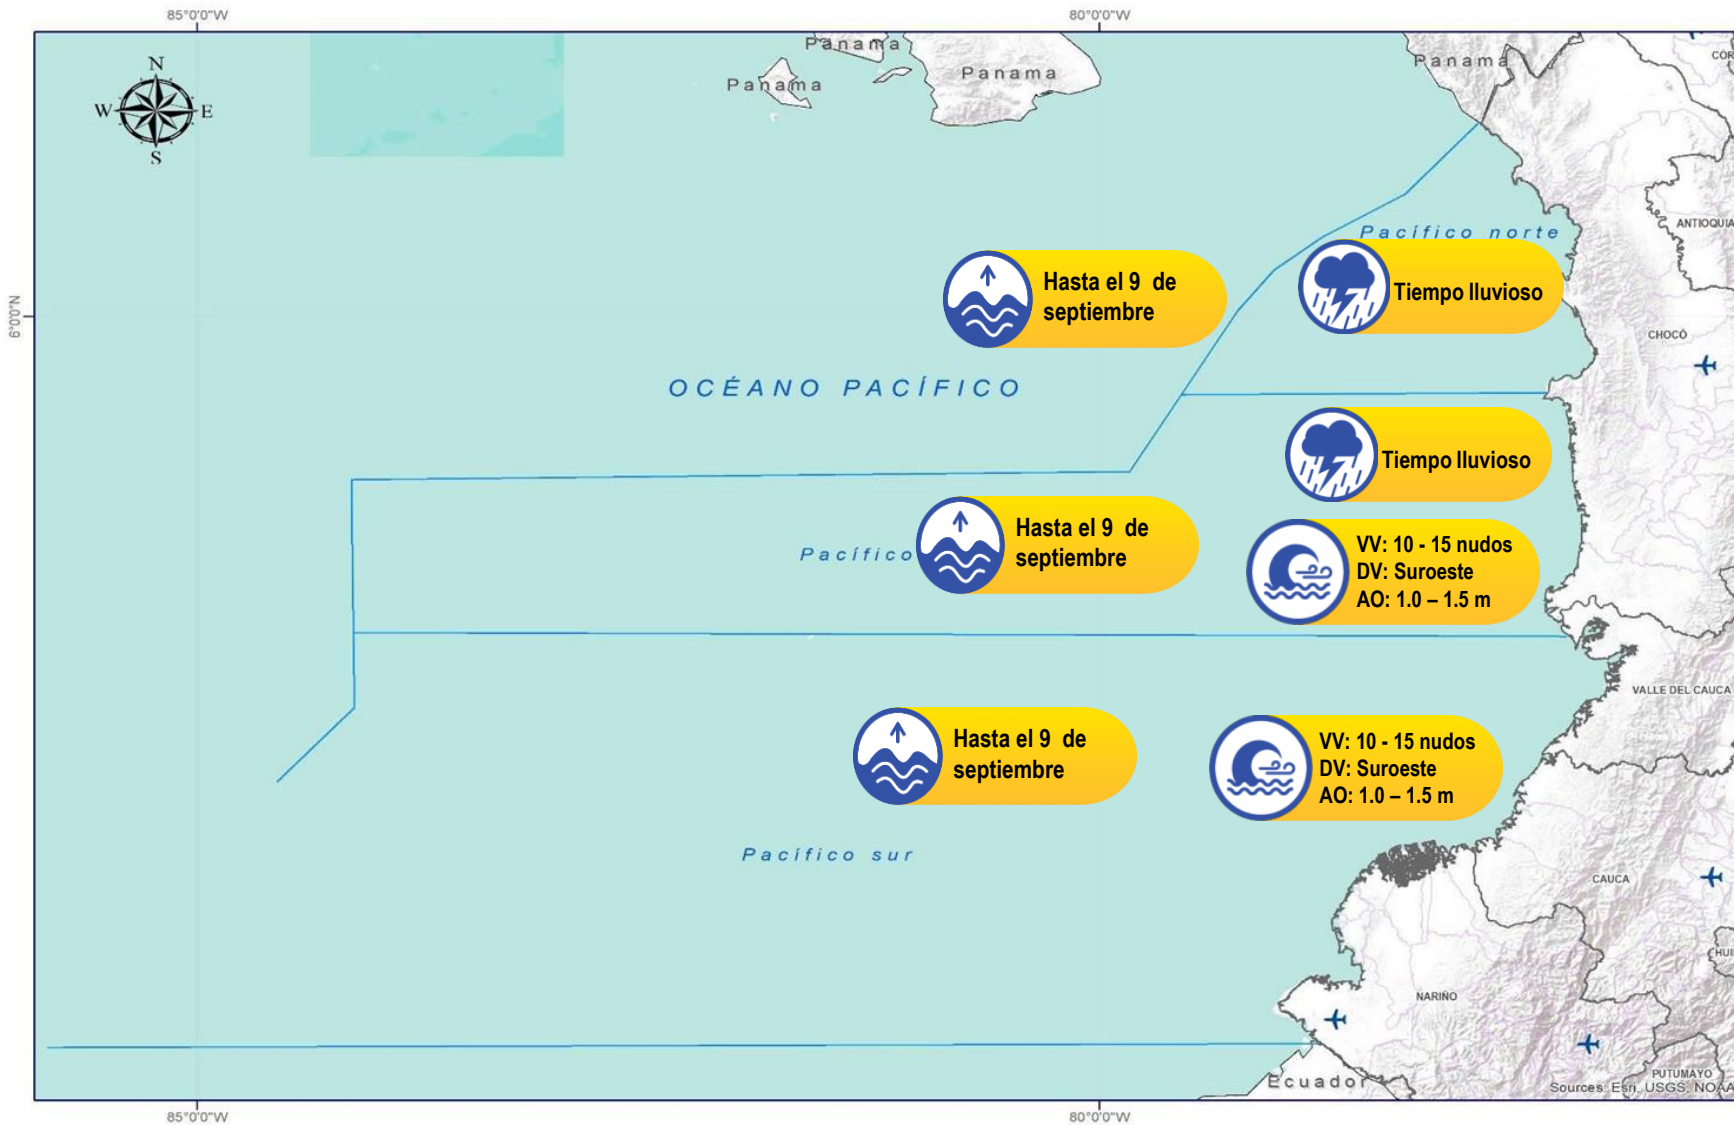 85°0'0"W
80°0'0"W
N
W
E
S
Panama
Panama
Panama
Panama
ANTIOQUIA
Pacífico norte
Hasta el 9 de
septiembre
Tiempo lluvioso
6°0'0"N
CHOCÓ
OCÉANO PACÍFICO
Tiempo lluvioso
Hasta el 9 de
septiembre
Pacífico
VV: 10 - 15 nudos
DV: Suroeste
AO: 1.0 – 1.5 m
VALLE DEL CAUCA
Hasta el 9 de
septiembre
VV: 10 - 15 nudos
DV: Suroeste
AO: 1.0 – 1.5 m
Pacífico sur
CAUCA
NARIÑO
PUTUMAYO
Ecuador
Sources: Esri, USGS, NOAA
85°0'0"W
80°0'0"W